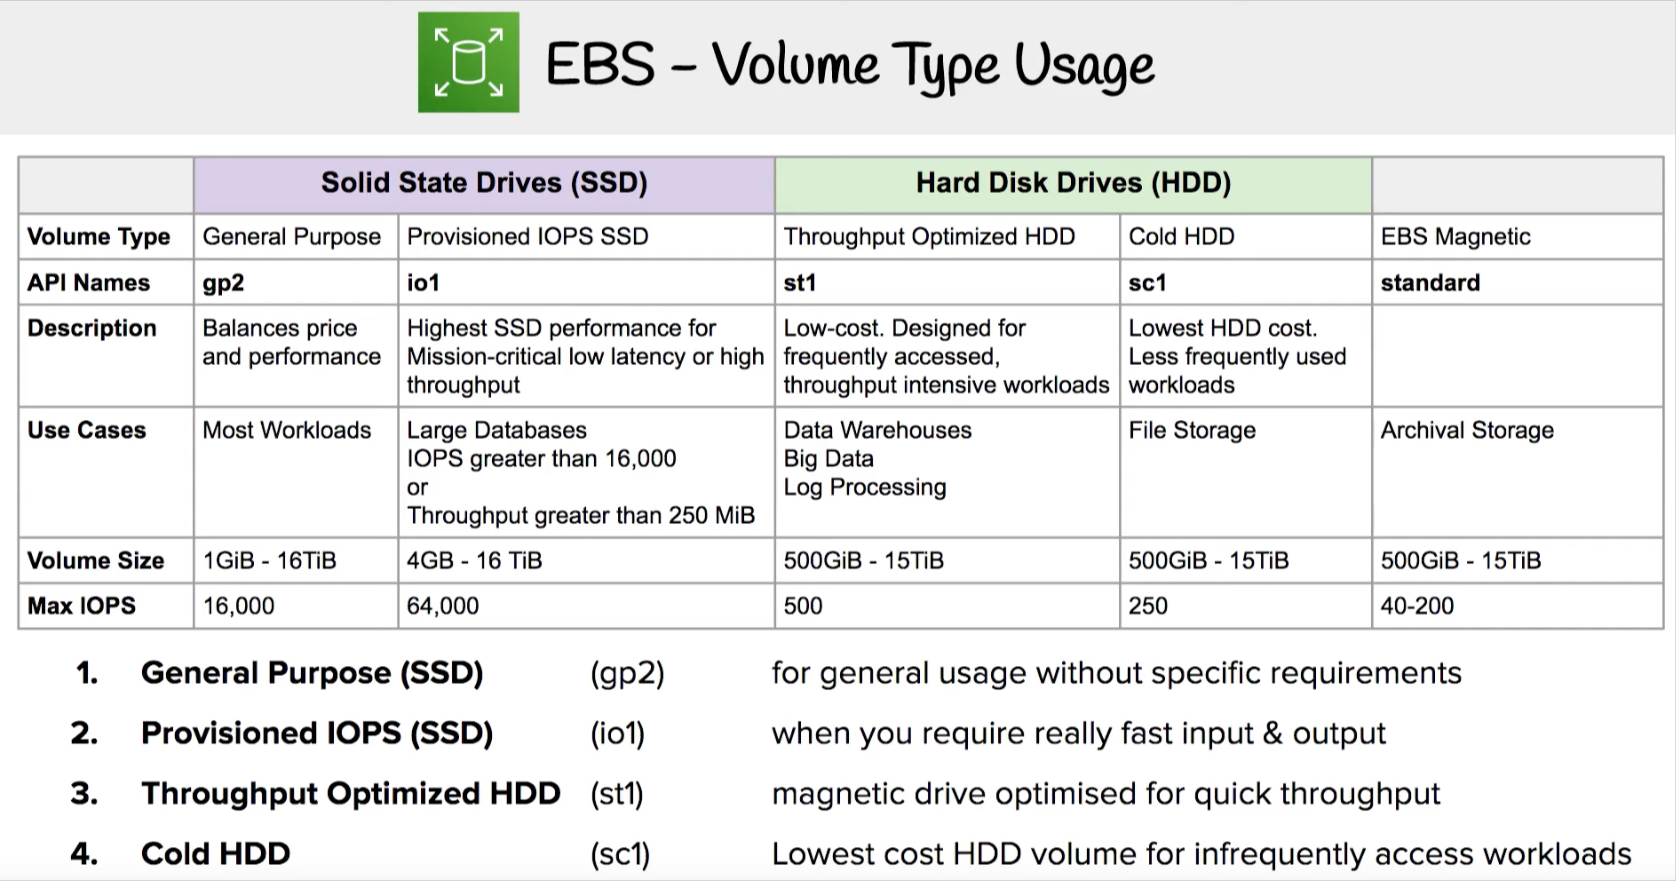 EBS - Volume Type Usage
Solid State Drives (SSD) Hard Disk Drives (HDD)
Volume Type General Purpose Provisioned IOPS SSD Throughput Optimized HDD Cold HDD EBS Magnetic
API Names gp2 io1 st1 sc1 standard
Description Balances price Highest SSD performance for Low-cost. Designed for Lowest HDD cost.
and performance Mission-critical low latency or high frequently accessed, Less frequently used
throughput throughput intensive workloads workloads
Use Cases Most Workloads Large Databases Data Warehouses File Storage Archival Storage
IOPS greater than 16,000 Big Data
or Log Processing
Throughput greater than 250 MiB
Volume Size 1GiB - 16TiB 4GB - 16 TiB 500GiB - 15TiB 500GiB - 15TiB 500GiB - 15TiB
Max IOPS 16,000 64,000 500 250 40-200
1. General Purpose (SSD) (gp2) for general usage without specific requirements
2. Provisioned IOPS (SSD) (io1) when you require really fast input & output
3. Throughput Optimized HDD (st1) magnetic drive optimised for quick throughput
4. Cold HDD (sc1) Lowest cost HDD volume for infrequently access workloads